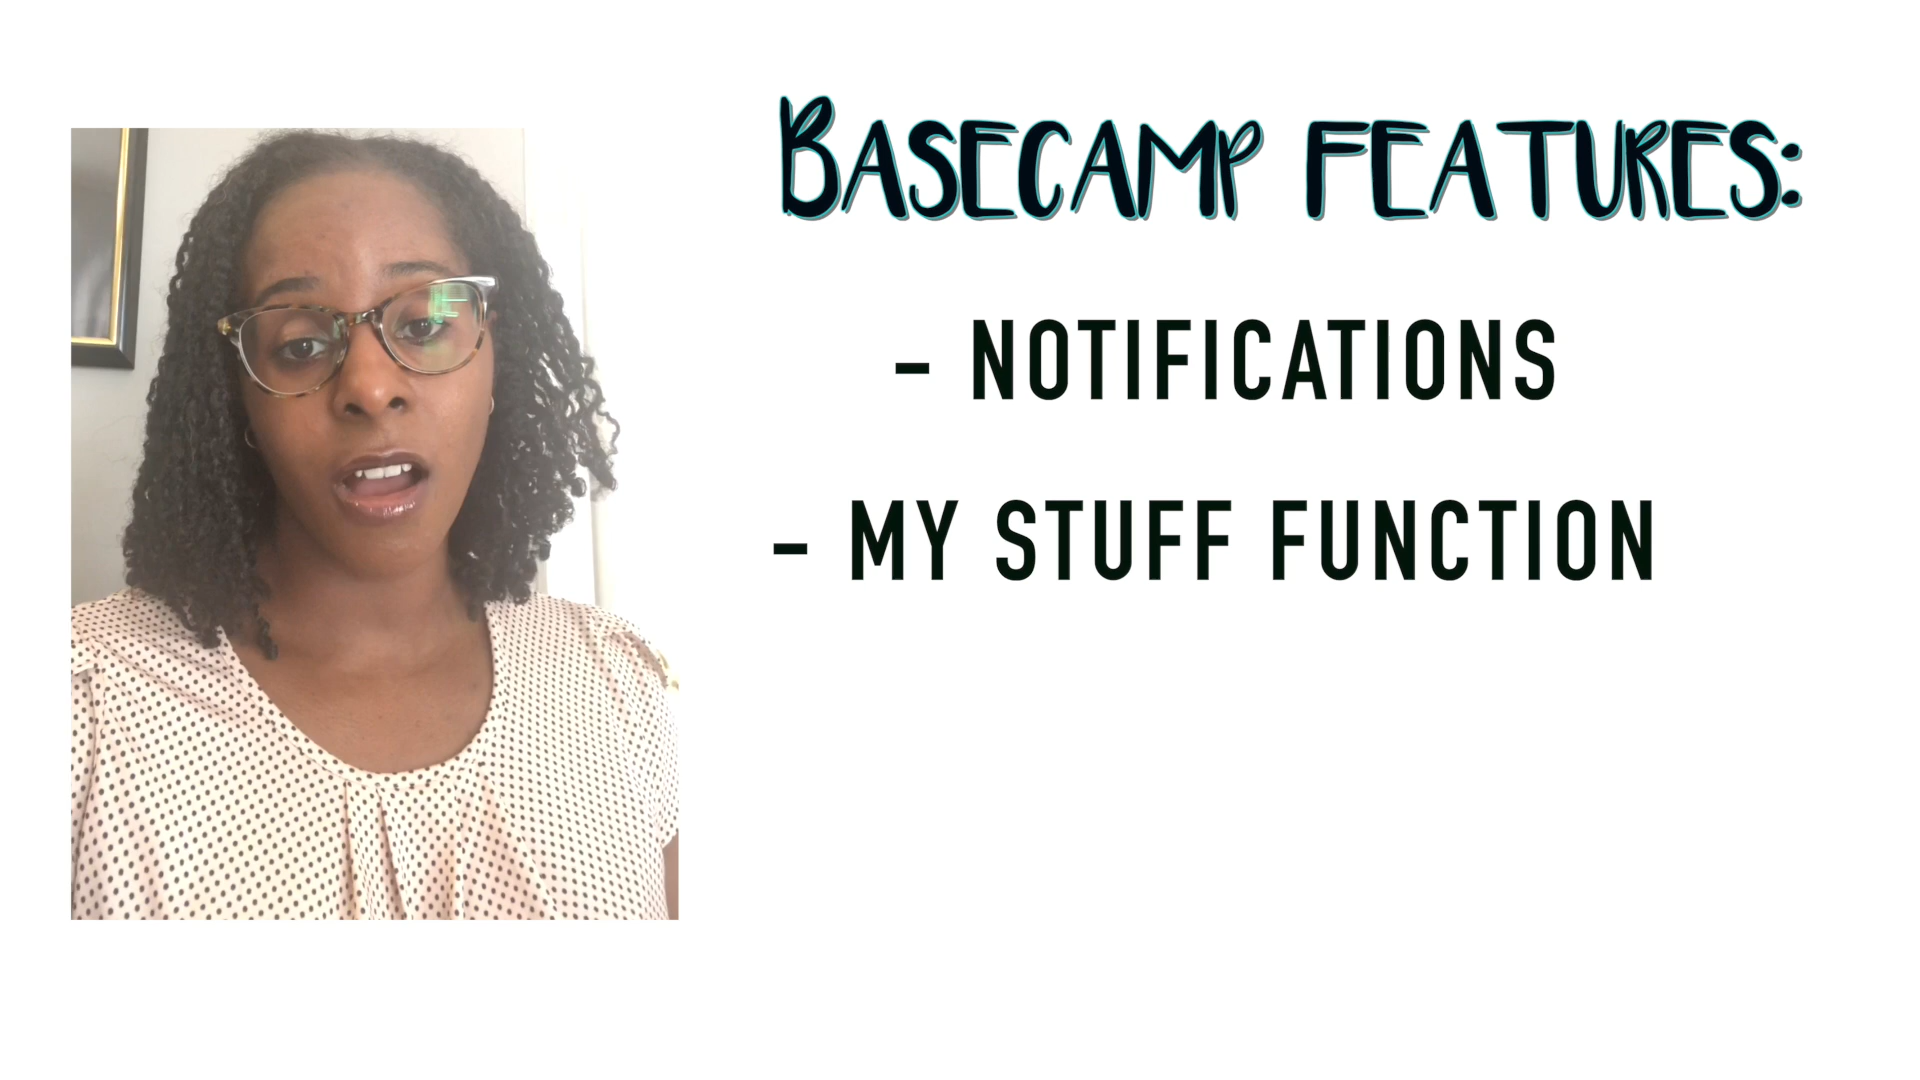 BASECAMP FEATURES:
- NOTIFICATIONS
- MY STUFF FUNCTION